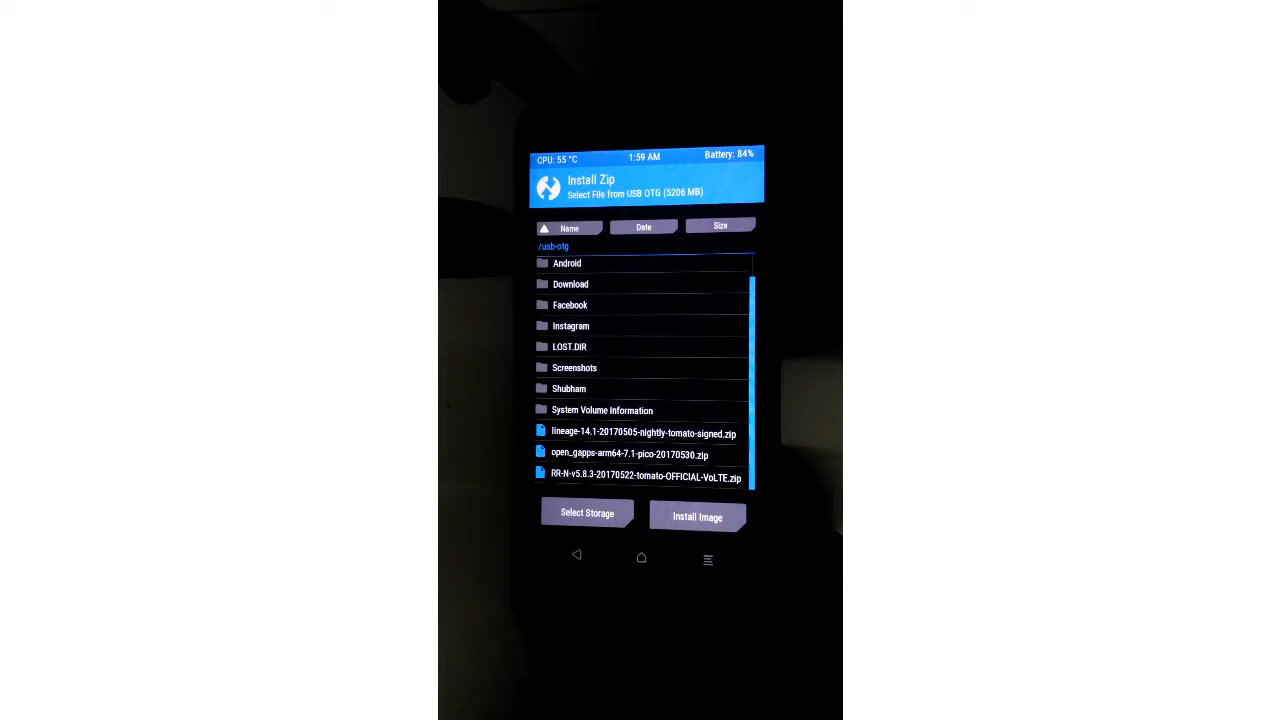 CPU: 55 °C 1:59 AM Battery: 84%
Install Zip
Select File from USB OTG (5206 MB)
Name Date Size
/usb-otg
Android
Download
Facebook
Instagram
LOST.DIR
Screenshots
Shubham
System Volume Information
lineage-14.1-20170505-nightly-tomato-signed.zip
open_gapps-arm64-7.1-pico-20170530.zip
RR-N-v5.8.3-20170522-tomato-OFFICIAL-VoLTE.zip
Select Storage Install Image